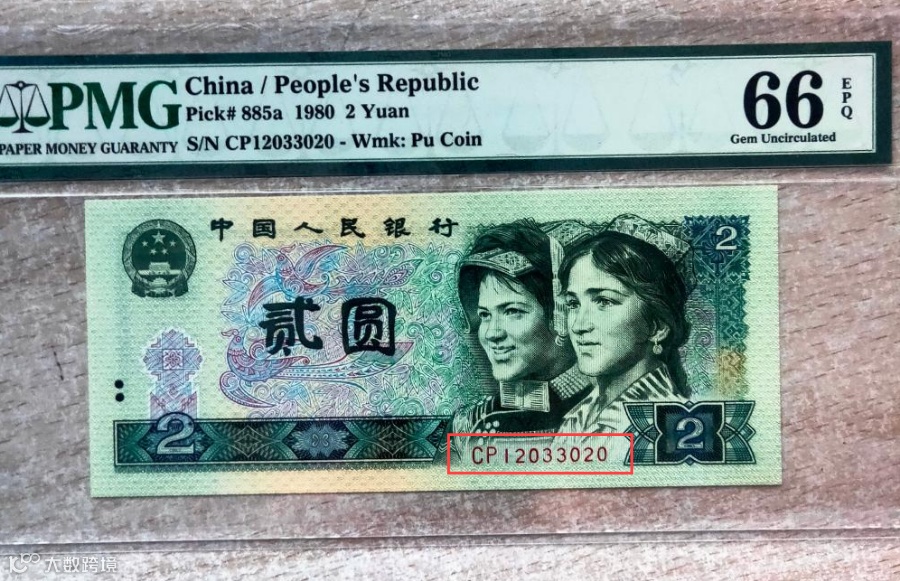 PMG
PAPER MONEY GUARANTY
China / People's Republic
Pick# 885a 1980 2 Yuan
S/N CP12033020 - Wmk: Pu Coin
66
EPQ
Gem Uncirculated
中国人民银行
2
贰圆
2
2
CP12033020
大数跨境